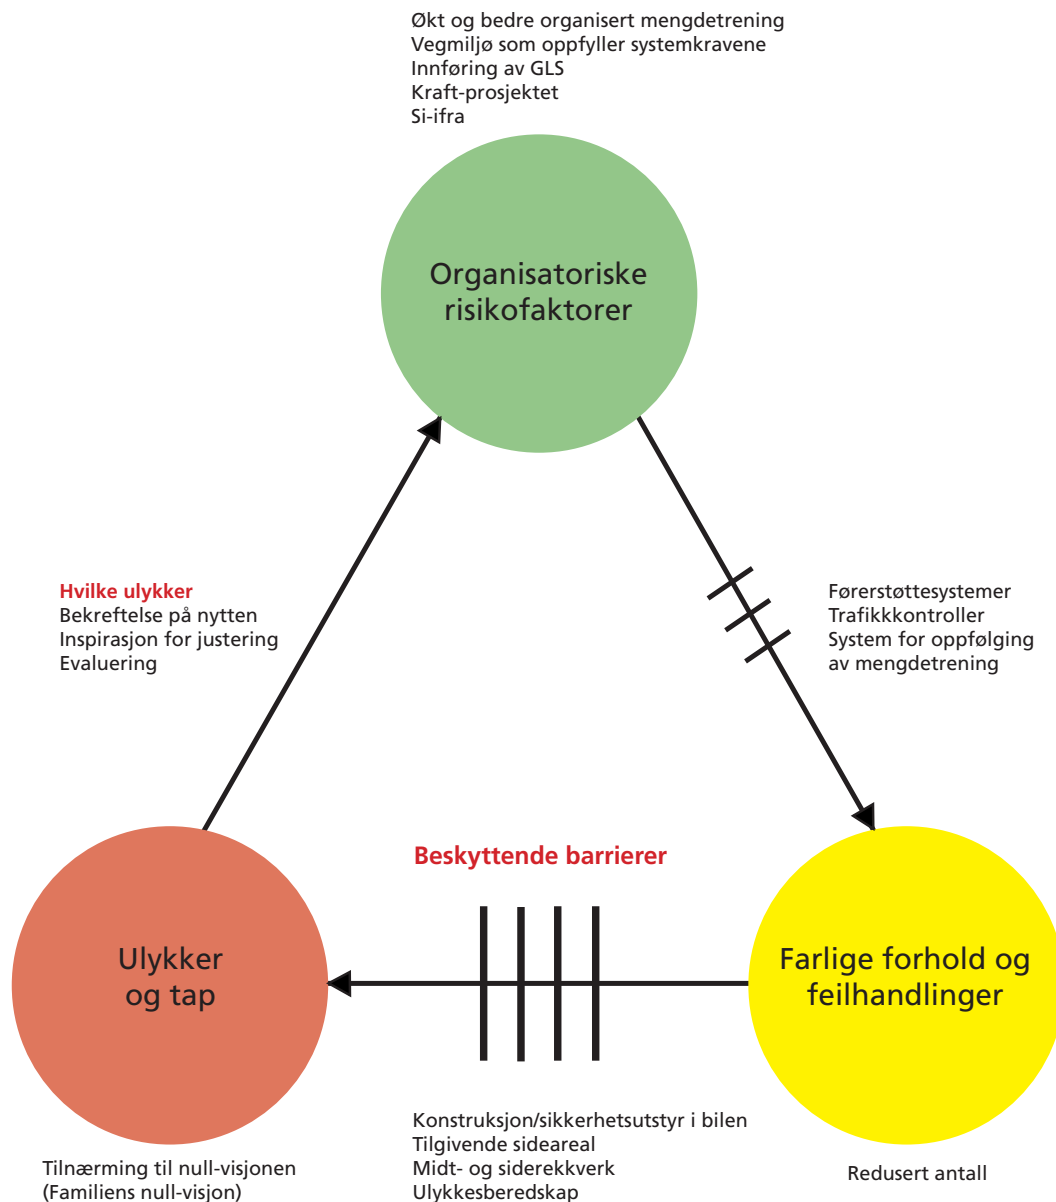 Økt og bedre organisert mengdetrening
Vegmiljø som oppfyller systemkravene
Innføring av GLS
Kraft-prosjektet
Si-ifra
Organisatoriske
risikofaktorer
Hvilke ulykker
Bekreftelse på nytten
Inspirasjon for justering
Evaluering
Førerstøttesystemer
Trafikkkontroller
System for oppfølging
av mengdetrening
Beskyttende barrierer
Ulykker
og tap
Farlige forhold og
feilhandlinger
Tilnærming til null-visjonen
(Familiens null-visjon)
Konstruksjon/sikkerhetsutstyr i bilen
Tilgivende sideareal
Midt- og siderekkverk
Ulykkesberedskap
Redusert antall